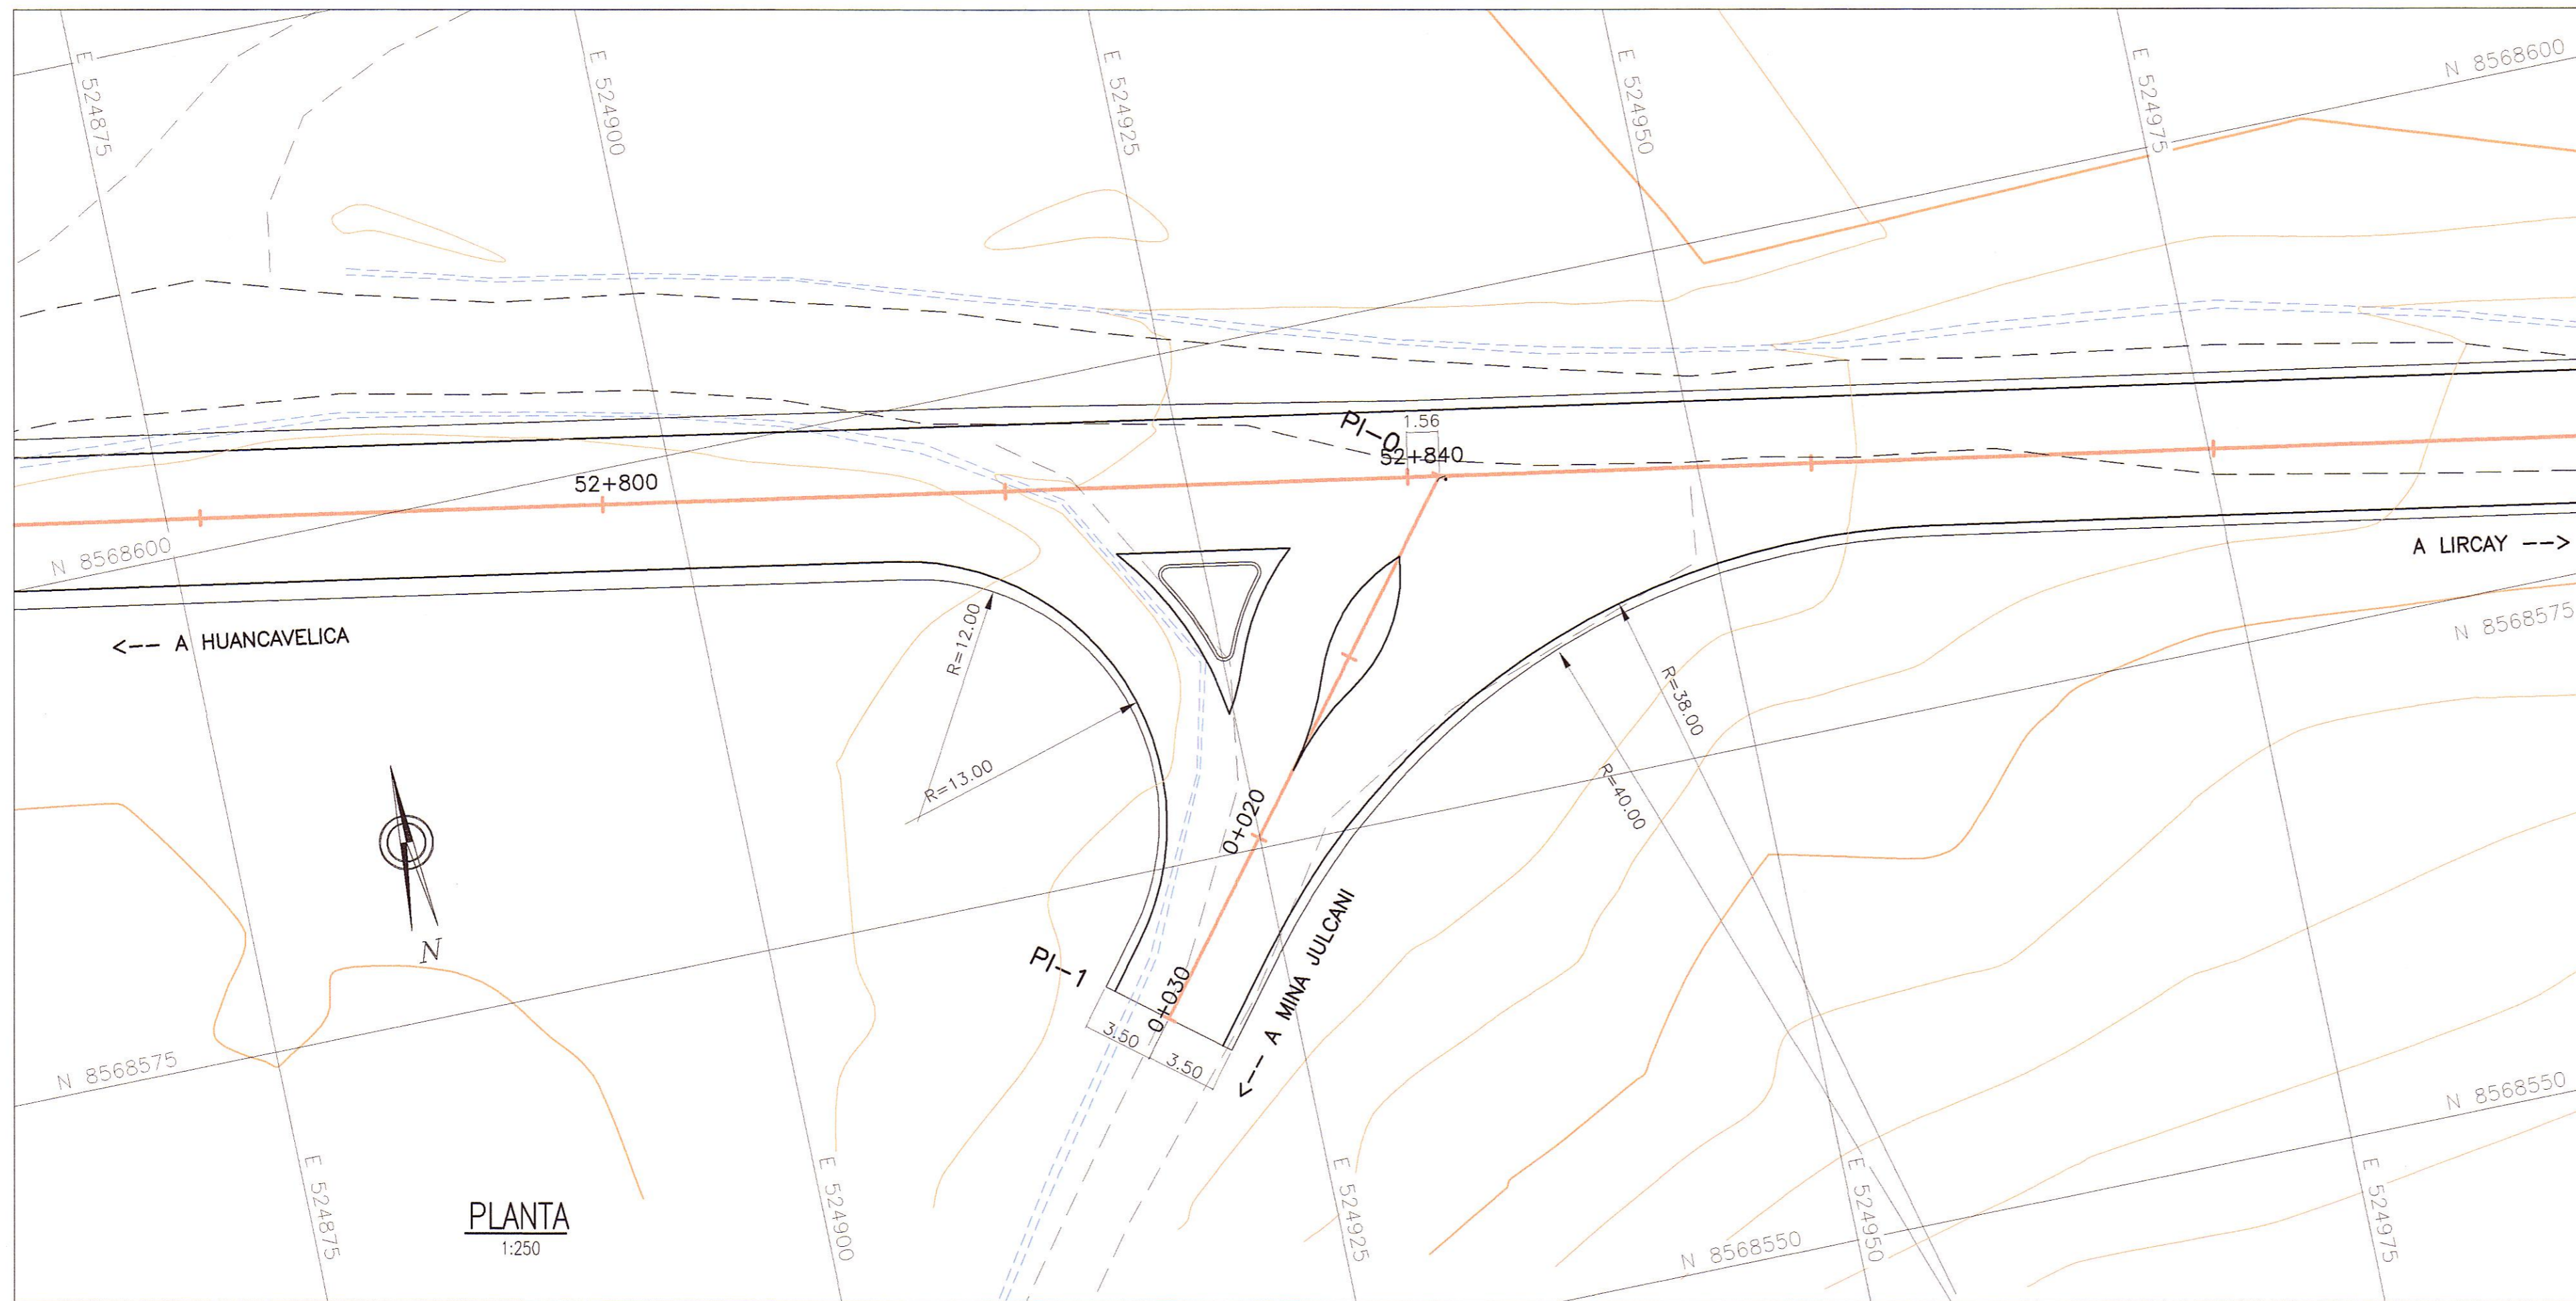 E 524875
E 524900
E 524925
E 524950
E 524975
N 8568600
PI-0
1.56
52+840
52+800
N 8568600
A LIRCAY -->
<-- A HUANCAVELICA
R=12.00
R=13.00
R=38.00
R=40.00
N 8568575
0+020
N
PI-1
0+030
<-- A MINA JULCANI
3.50
3.50
N 8568575
N 8568550
E 524875
E 524900
E 524925
E 524950
E 524975
N 8568550
PLANTA
1:250